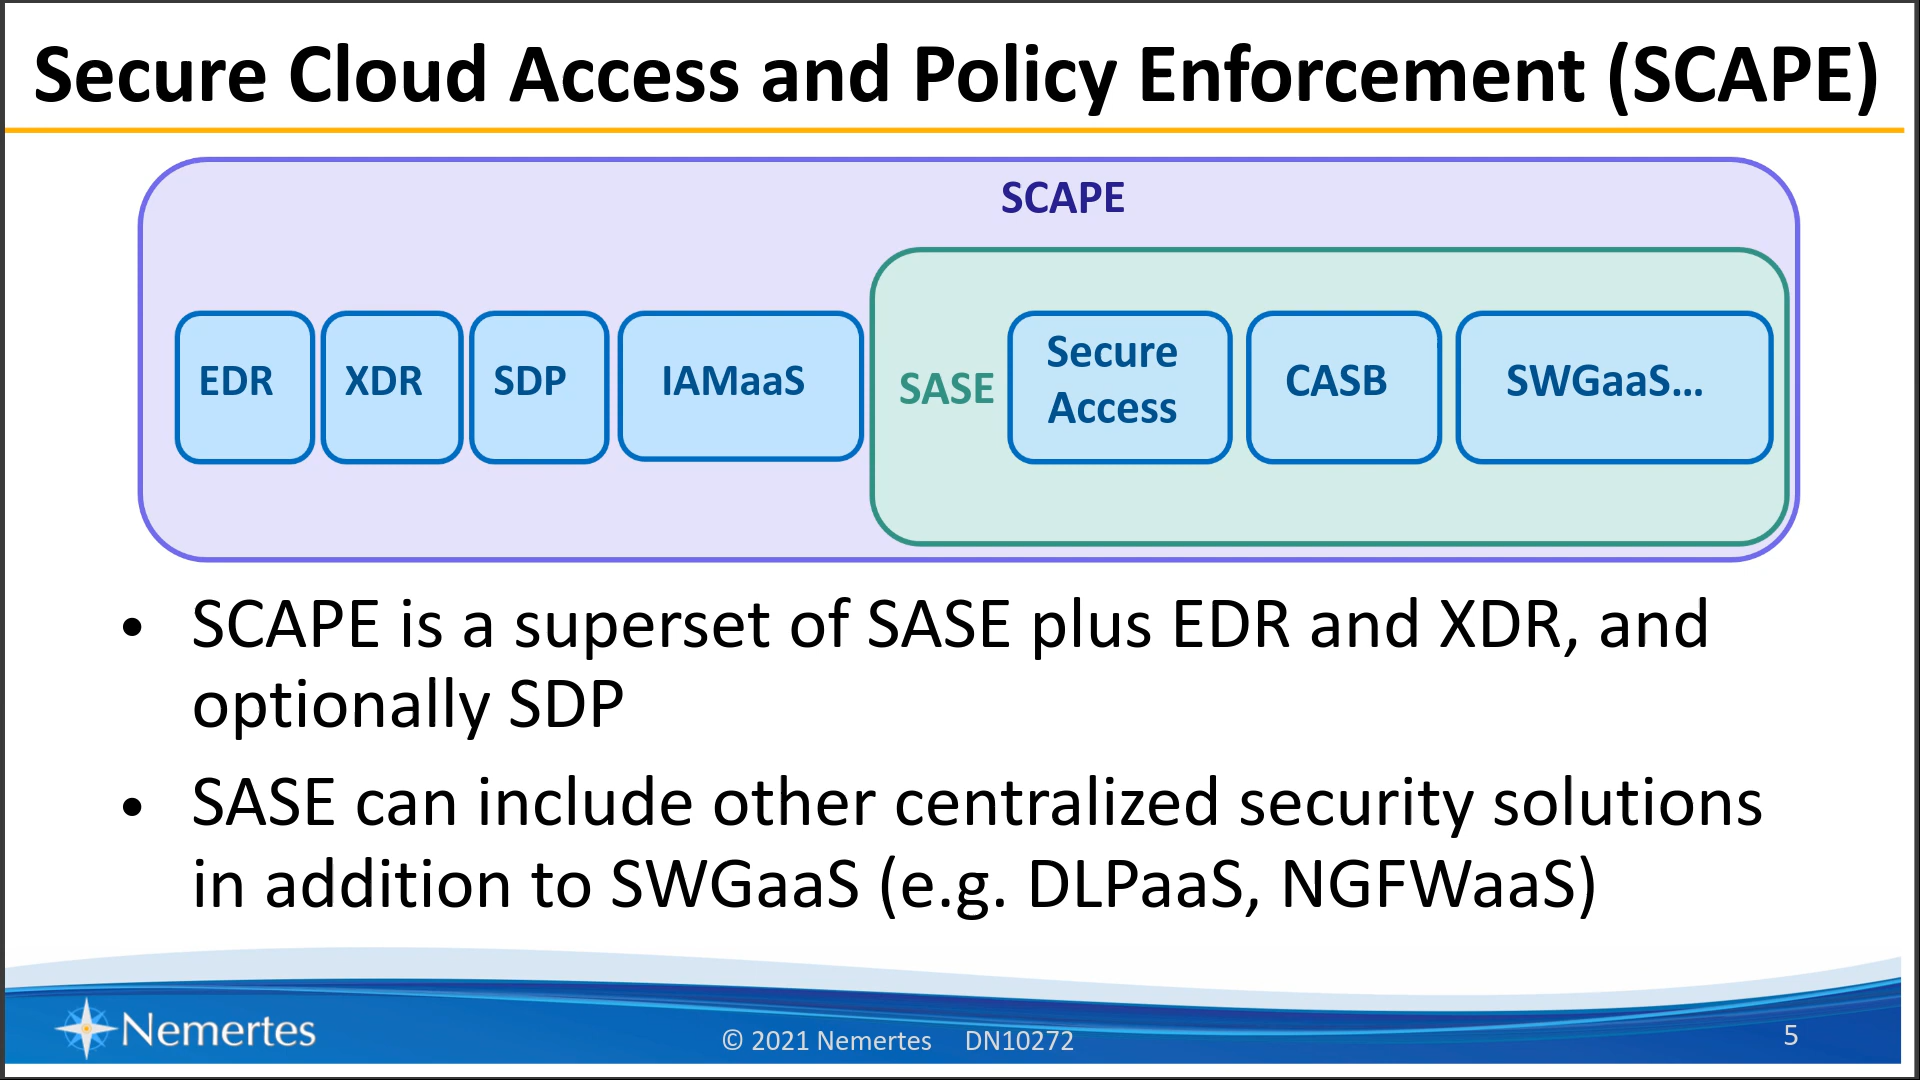 Secure Cloud Access and Policy Enforcement (SCAPE)
SCAPE
EDR
XDR
SDP
IAMaaS
SASE
Secure
Access
CASB
SWGaaS...
• SCAPE is a superset of SASE plus EDR and XDR, and
optionally SDP
• SASE can include other centralized security solutions
in addition to SWGaaS (e.g. DLPaaS, NGFWaaS)
Nemertes
© 2021 Nemertes DN10272
5